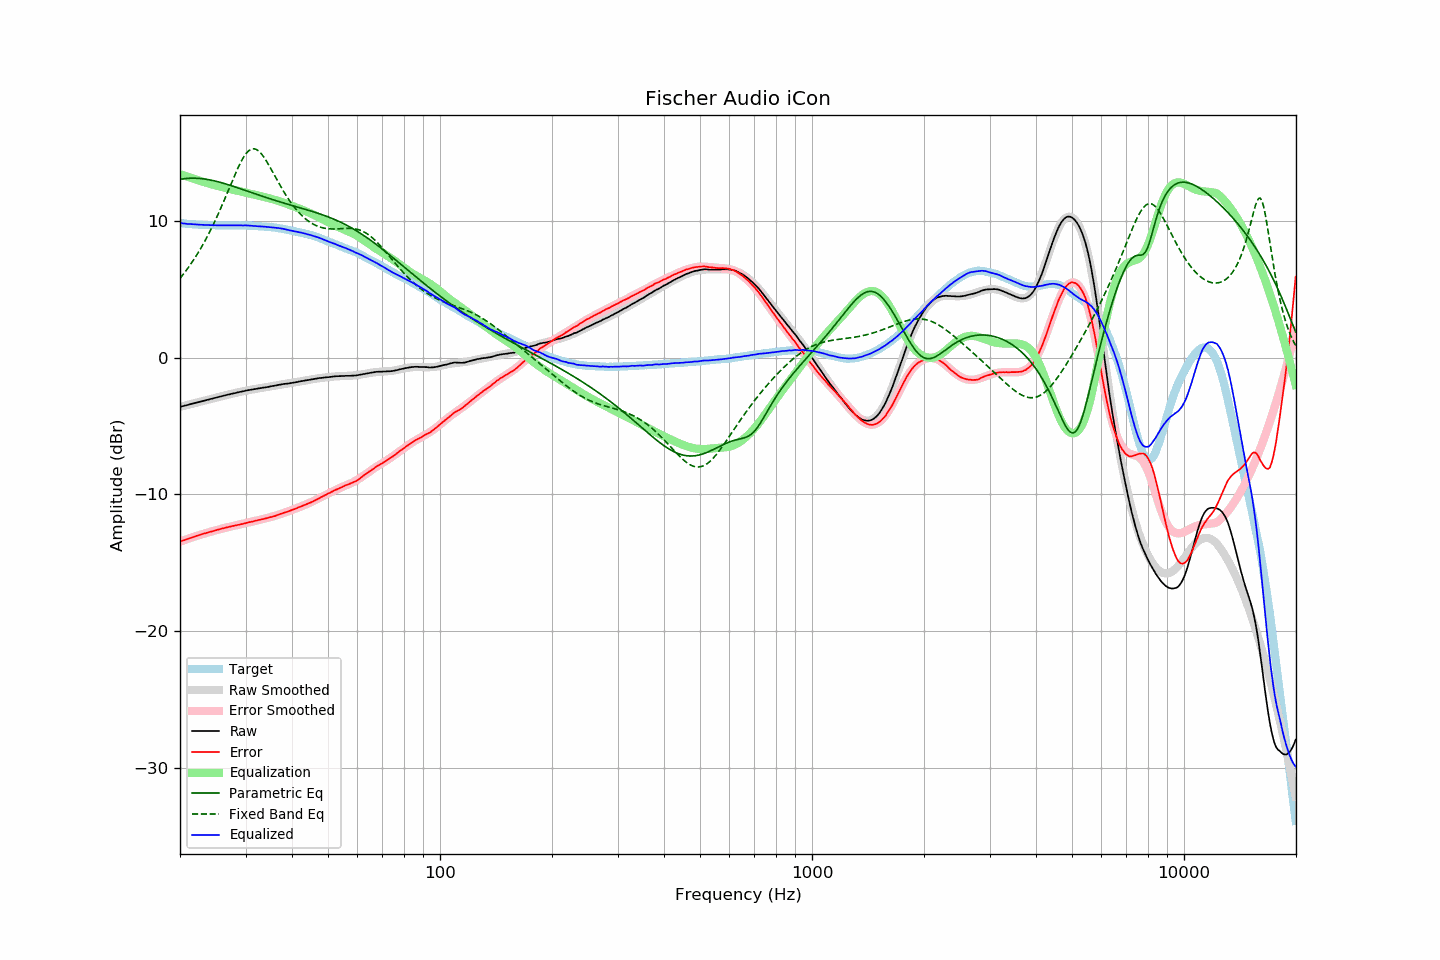 Fischer Audio iCon
Amplitude (dBr)
10
0
−10
−20
−30
Target
Raw Smoothed
Error Smoothed
Raw
Error
Equalization
Parametric Eq
Fixed Band Eq
Equalized
100
1000
10000
Frequency (Hz)